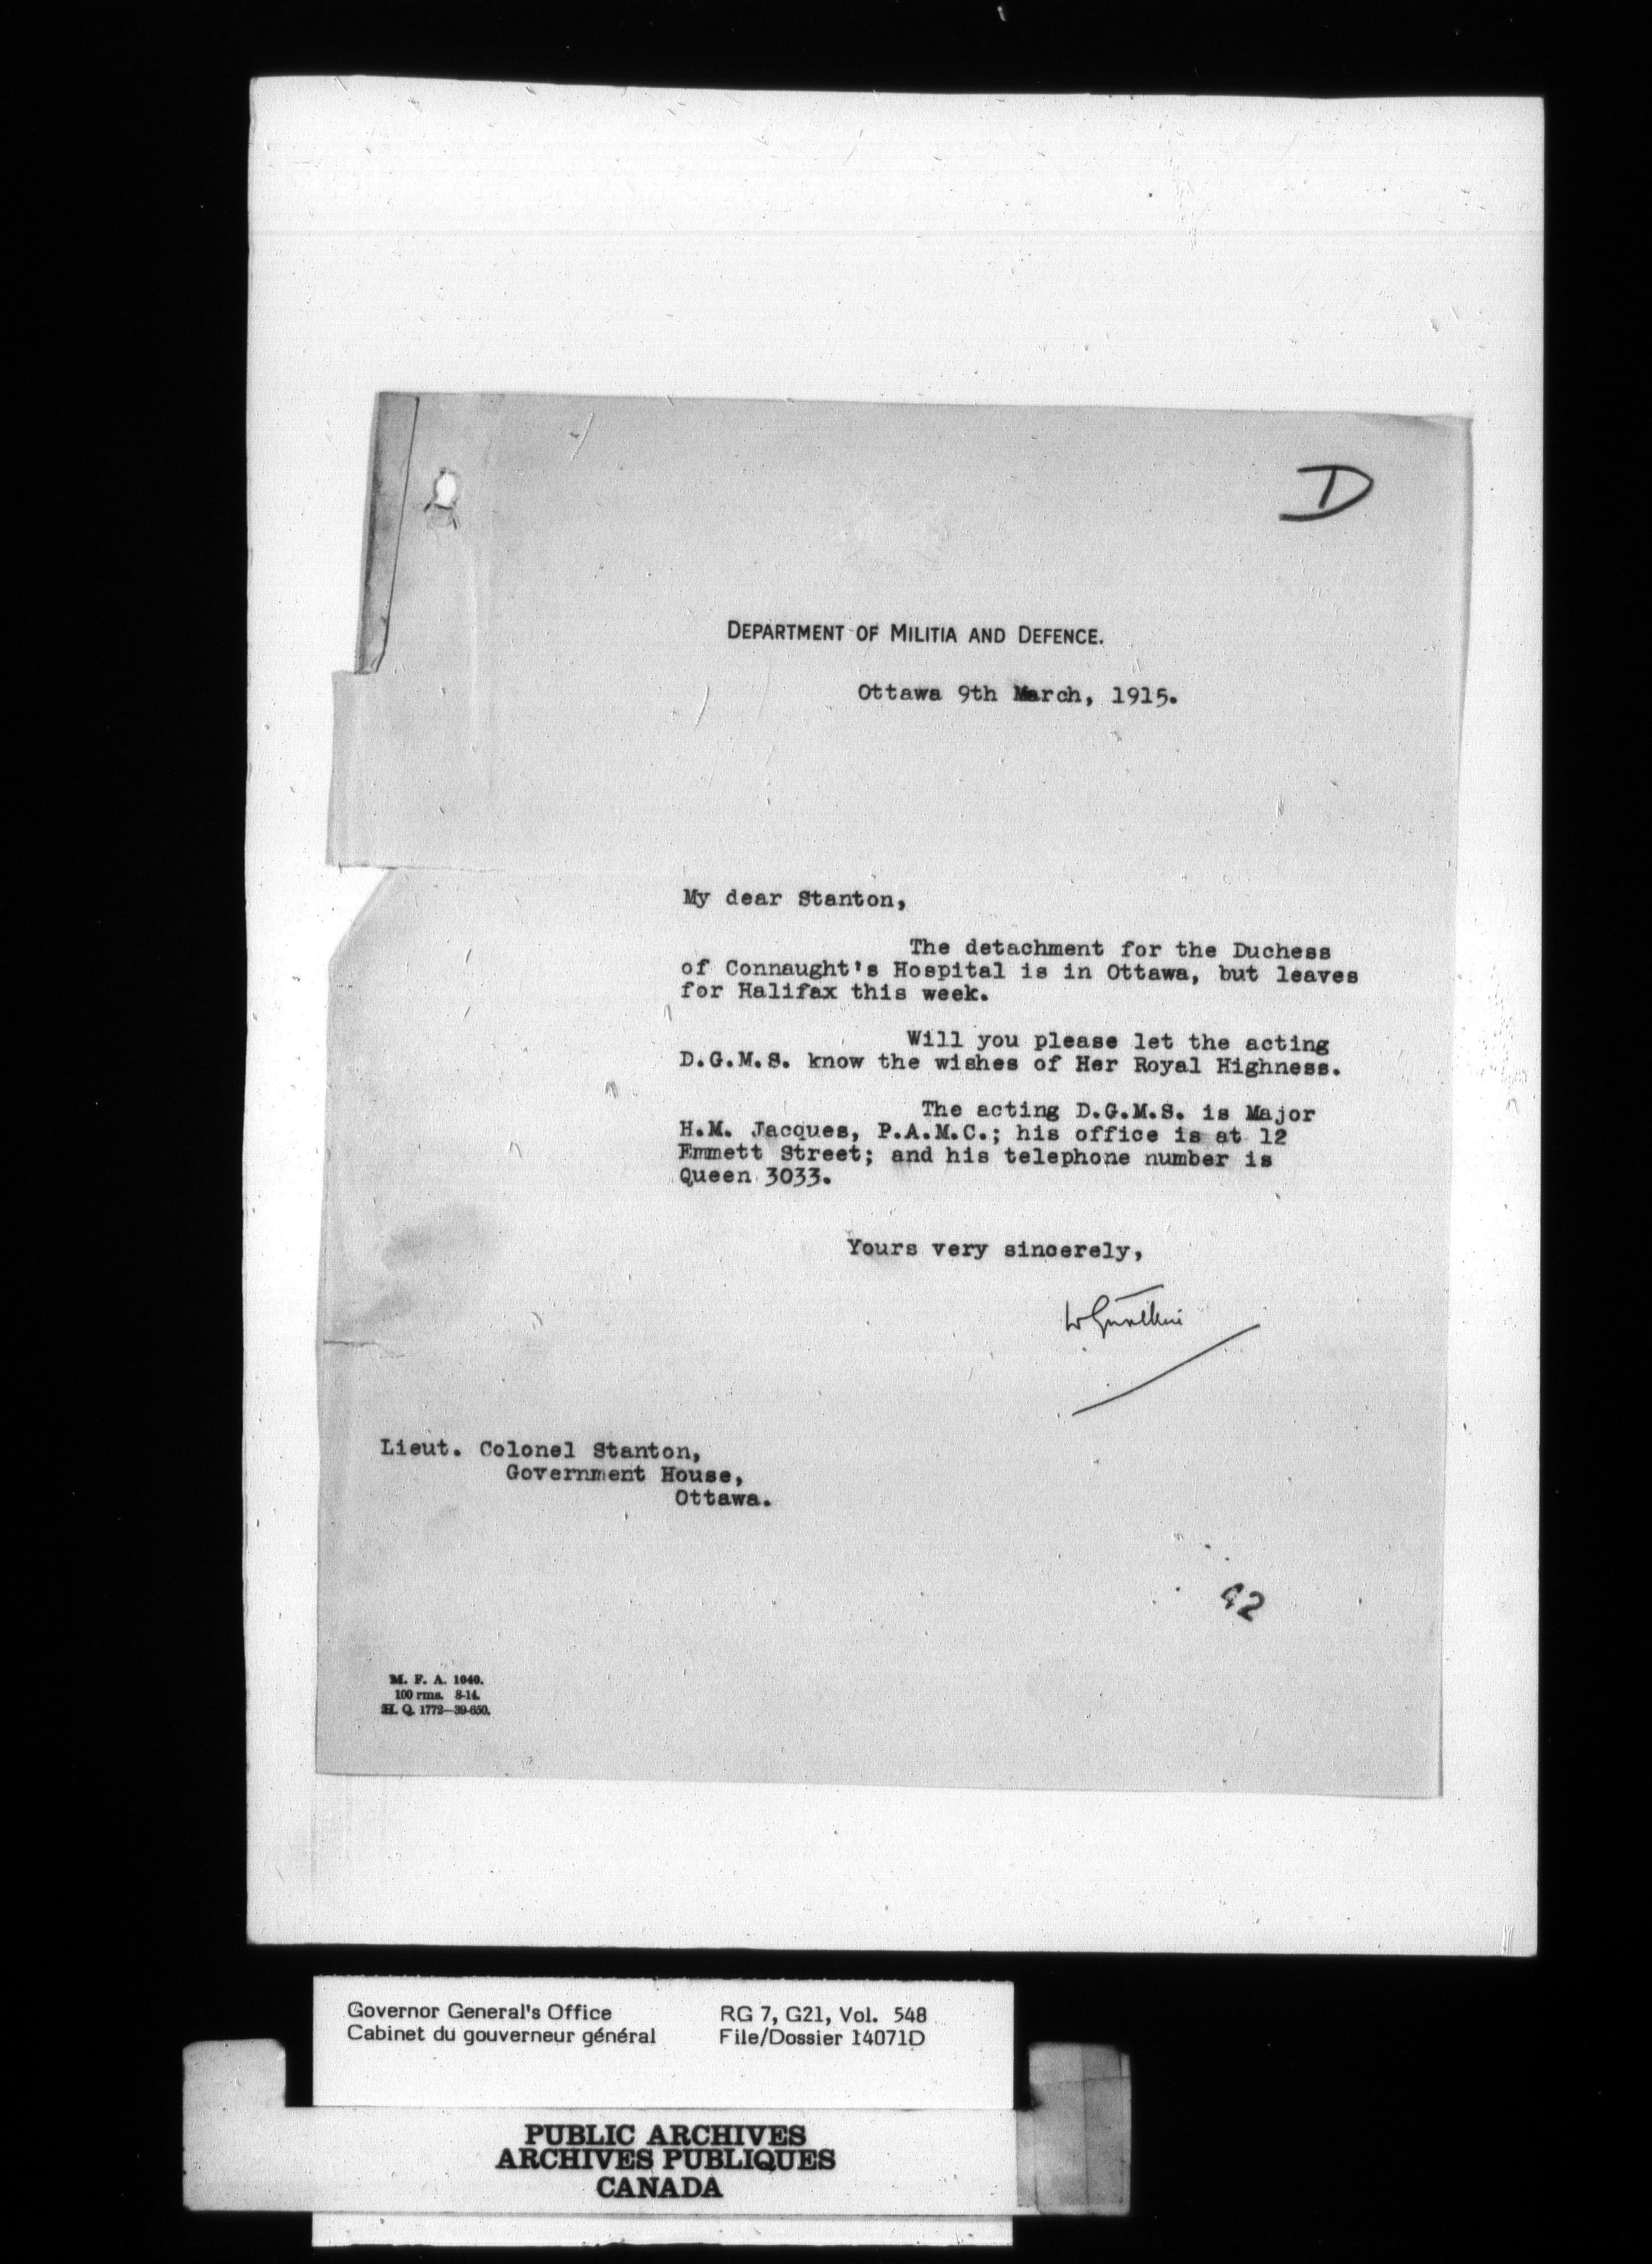 D
DEPARTMENT OF MILITIA AND DEFENCE.
Ottawa 9th March, 1915.
My dear Stanton,
The detachment for the Duchess
of Connaught's Hospital is in Ottawa, but leaves
for Halifax this week.
Will you please let the acting
D.G.M.S. know the wishes of Her Royal Highness.
The acting D.G.M.S. is Major
H.M. Jacques, P.A.M.C.; his office is at 12
Emmett Street; and his telephone number is
Queen 3033.
Yours very sincerely,
Lieut. Colonel Stanton,
Government House,
Ottawa.
42
M. F. A. 1040.
100 rms. 8-14.
H. Q. 1772—39-650.
Governor General's Office
Cabinet du gouverneur général
RG 7, G21, Vol. 548
File/Dossier 14071D
PUBLIC ARCHIVES
ARCHIVES PUBLIQUES
CANADA